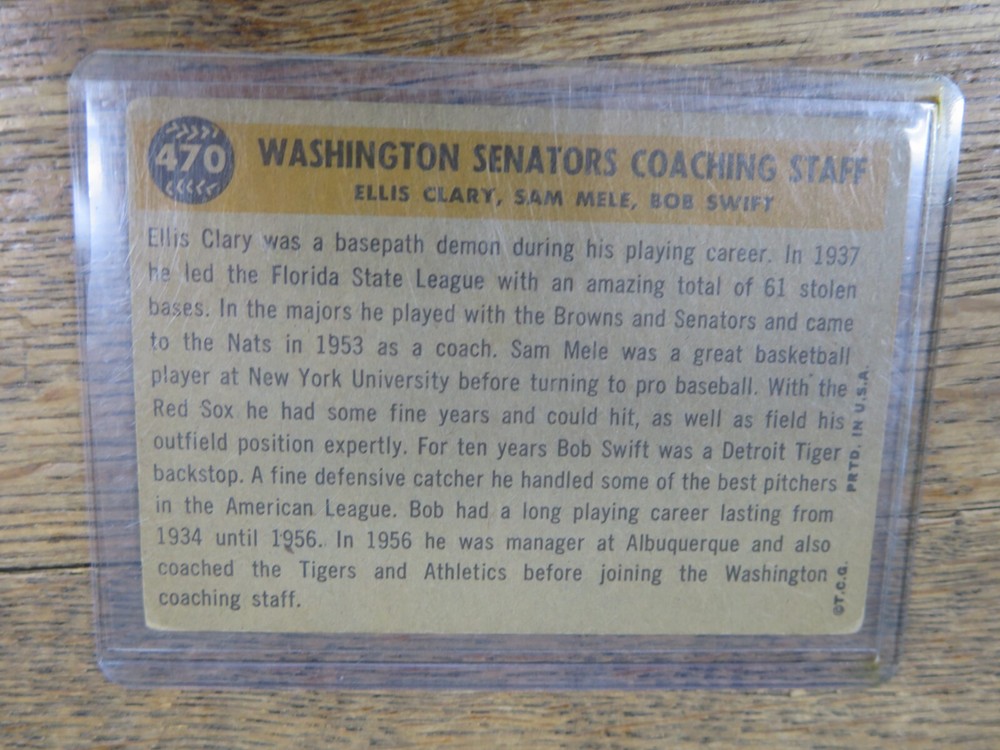 470
WASHINGTON SENATORS COACHING STAFF
ELLIS CLARY, SAM MELE, BOB SWIFT
Ellis Clary was a basepath demon during his playing career. In 1937
he led the Florida State League with an amazing total of 61 stolen
bases. In the majors he played with the Browns and Senators and came
to the Nats in 1953 as a coach. Sam Mele was a great basketball
player at New York University before turning to pro baseball. With the
Red Sox he had some fine years and could hit, as well as field his
outfield position expertly. For ten years Bob Swift was a Detroit Tiger
backstop. A fine defensive catcher he handled some of the best pitchers
in the American League. Bob had a long playing career lasting from
1934 until 1956. In 1956 he was manager at Albuquerque and also
coached the Tigers and Athletics before joining the Washington
coaching staff.
©T.C.G. PRTD. IN U.S.A.